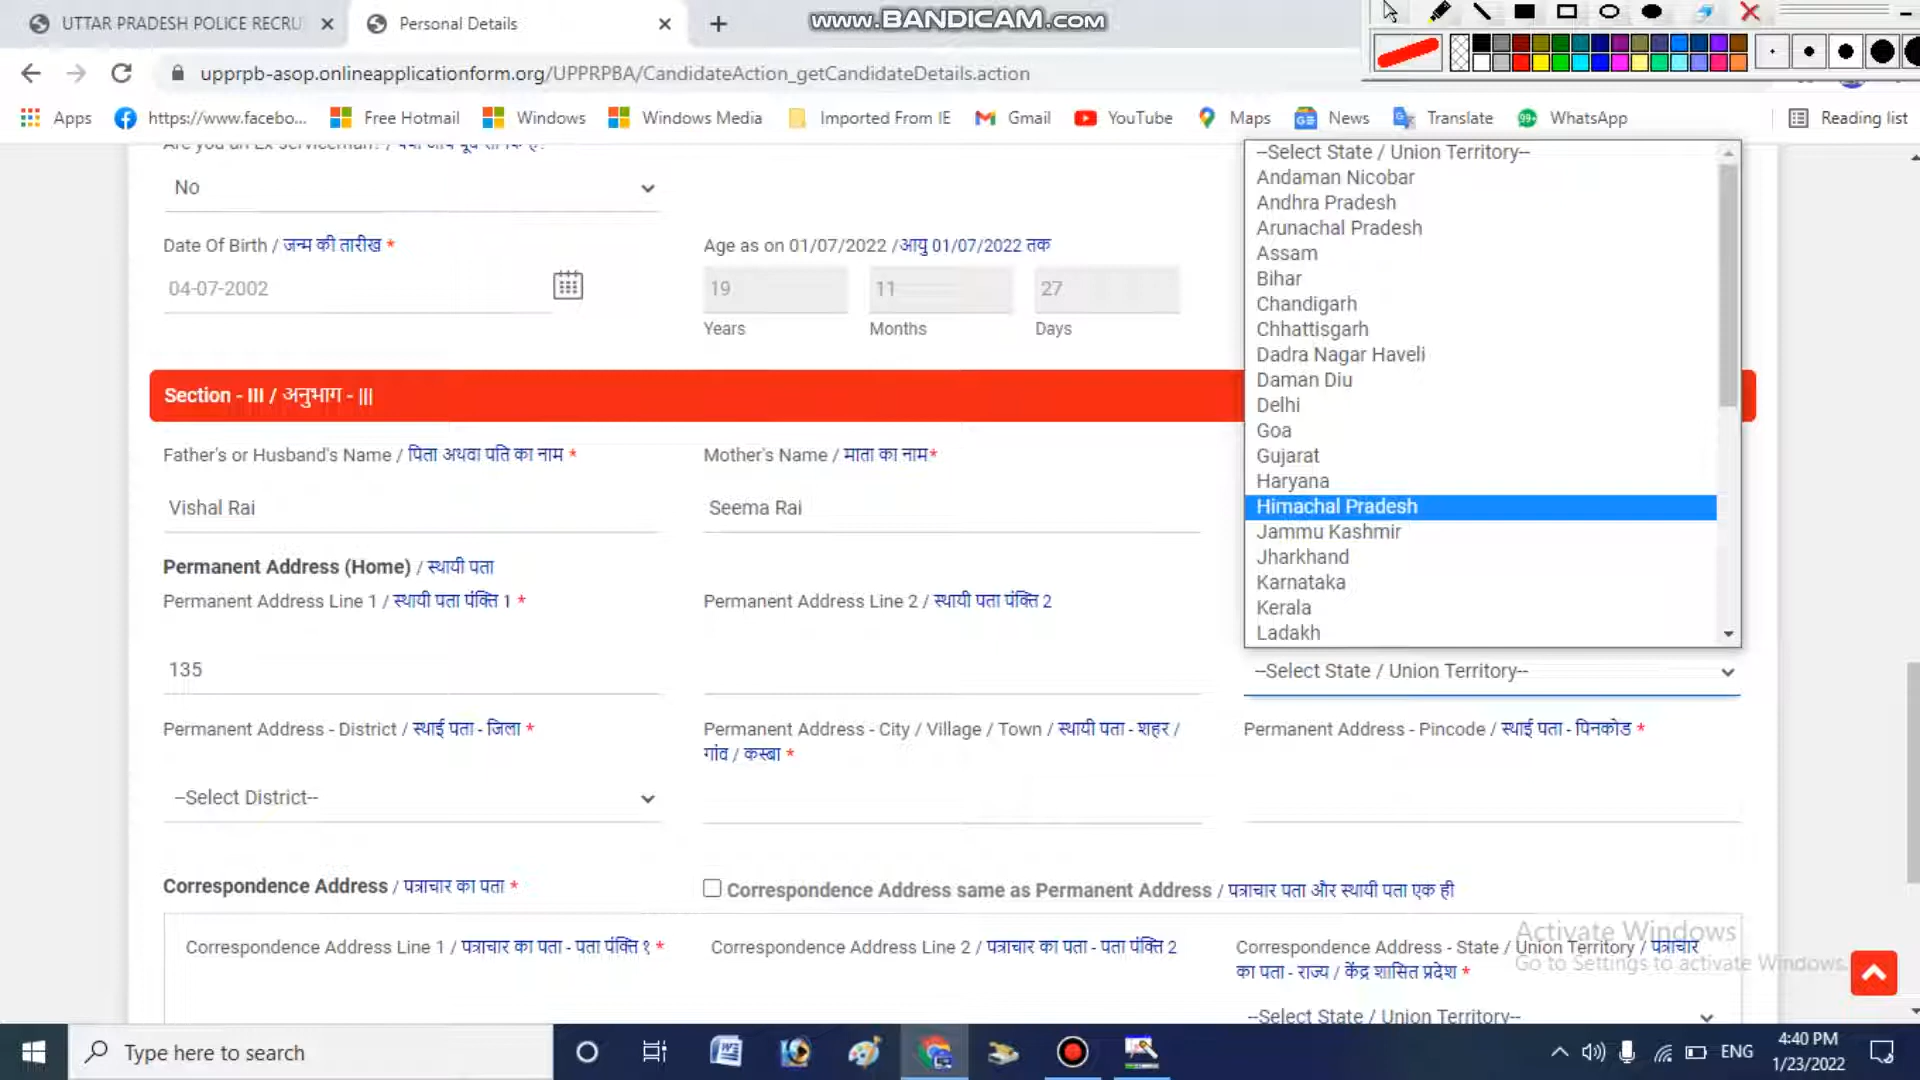 UTTAR PRADESH POLICE RECRU
Personal Details
www.BANDICAM.com
upprpb-asop.onlineapplicationform.org/UPPRPBA/CandidateAction_getCandidateDetails.action
Apps
https://www.facebo...
Free Hotmail
Windows
Windows Media
Imported From IE
Gmail
YouTube
Maps
News
Translate
WhatsApp
Reading list
Are you an Ex-serviceman? / क्या आप पूर्व सैनिक हैं?
No
Date Of Birth / जन्म की तारीख *
04-07-2002
Age as on 01/07/2022 /आयु 01/07/2022 तक
19
11
27
Years
Months
Days
--Select State / Union Territory--
Andaman Nicobar
Andhra Pradesh
Arunachal Pradesh
Assam
Bihar
Chandigarh
Chhattisgarh
Dadra Nagar Haveli
Daman Diu
Delhi
Goa
Gujarat
Haryana
Himachal Pradesh
Jammu Kashmir
Jharkhand
Karnataka
Kerala
Ladakh
Section - III / अनुभाग - |||
Father's or Husband's Name / पिता अथवा पति का नाम *
Mother's Name / माता का नाम*
Vishal Rai
Seema Rai
Permanent Address (Home) / स्थायी पता
Permanent Address Line 1 / स्थायी पता पंक्ति 1 *
Permanent Address Line 2 / स्थायी पता पंक्ति 2
135
--Select State / Union Territory--
Permanent Address - District / स्थाई पता - जिला *
Permanent Address - City / Village / Town / स्थायी पता - शहर /
गांव / कस्बा *
Permanent Address - Pincode / स्थाई पता - पिनकोड *
--Select District--
Correspondence Address / पत्राचार का पता *
Correspondence Address same as Permanent Address / पत्राचार पता और स्थायी पता एक ही
Correspondence Address Line 1 / पत्राचार का पता - पता पंक्ति १ *
Correspondence Address Line 2 / पत्राचार का पता - पता पंक्ति 2
Correspondence Address - State / Union Territory / पत्राचार
का पता - राज्य / केंद्र शासित प्रदेश *
--Select State / Union Territory--
Activate Windows
Go to Settings to activate Windows.
Type here to search
ENG
4:40 PM
1/23/2022